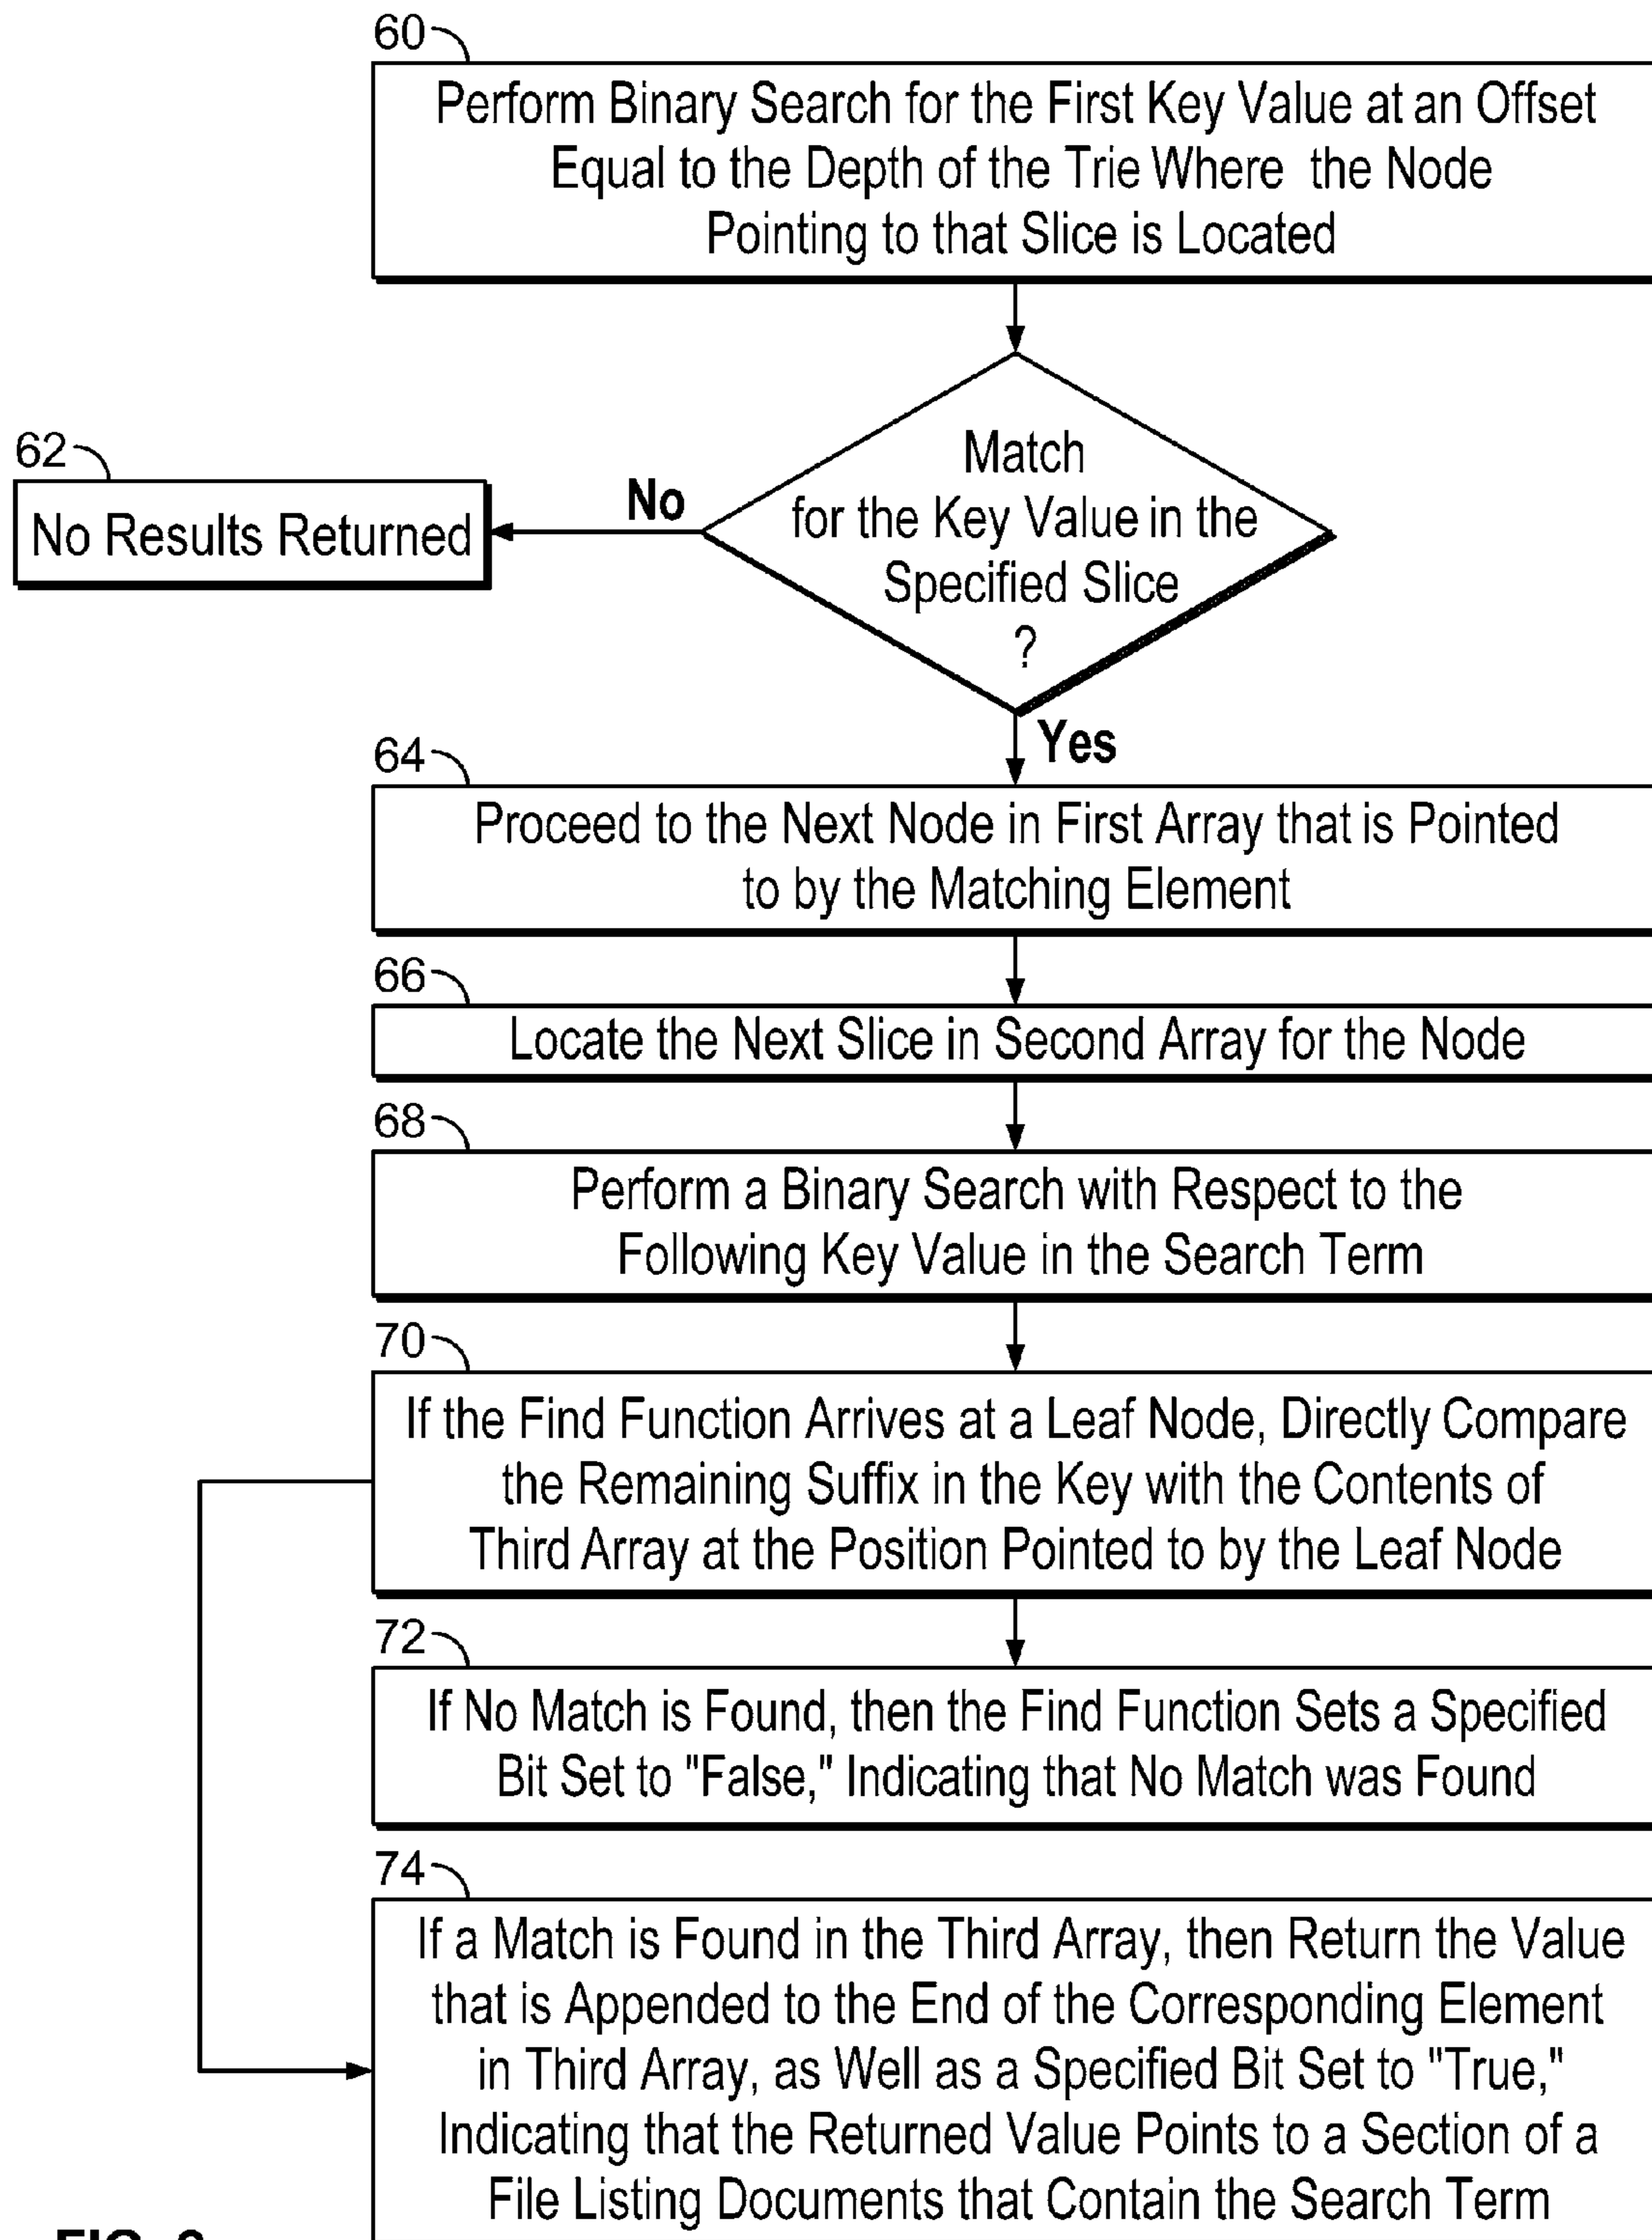 60
Perform Binary Search for the First Key Value at an Offset
Equal to the Depth of the Trie Where the Node
Pointing to that Slice is Located
Match
for the Key Value in the
Specified Slice
?
No
62
No Results Returned
Yes
64
Proceed to the Next Node in First Array that is Pointed
to by the Matching Element
66
Locate the Next Slice in Second Array for the Node
68
Perform a Binary Search with Respect to the
Following Key Value in the Search Term
70
If the Find Function Arrives at a Leaf Node, Directly Compare
the Remaining Suffix in the Key with the Contents of
Third Array at the Position Pointed to by the Leaf Node
72
If No Match is Found, then the Find Function Sets a Specified
Bit Set to "False," Indicating that No Match was Found
74
If a Match is Found in the Third Array, then Return the Value
that is Appended to the End of the Corresponding Element
in Third Array, as Well as a Specified Bit Set to "True,"
Indicating that the Returned Value Points to a Section of a
File Listing Documents that Contain the Search Term
FIG.